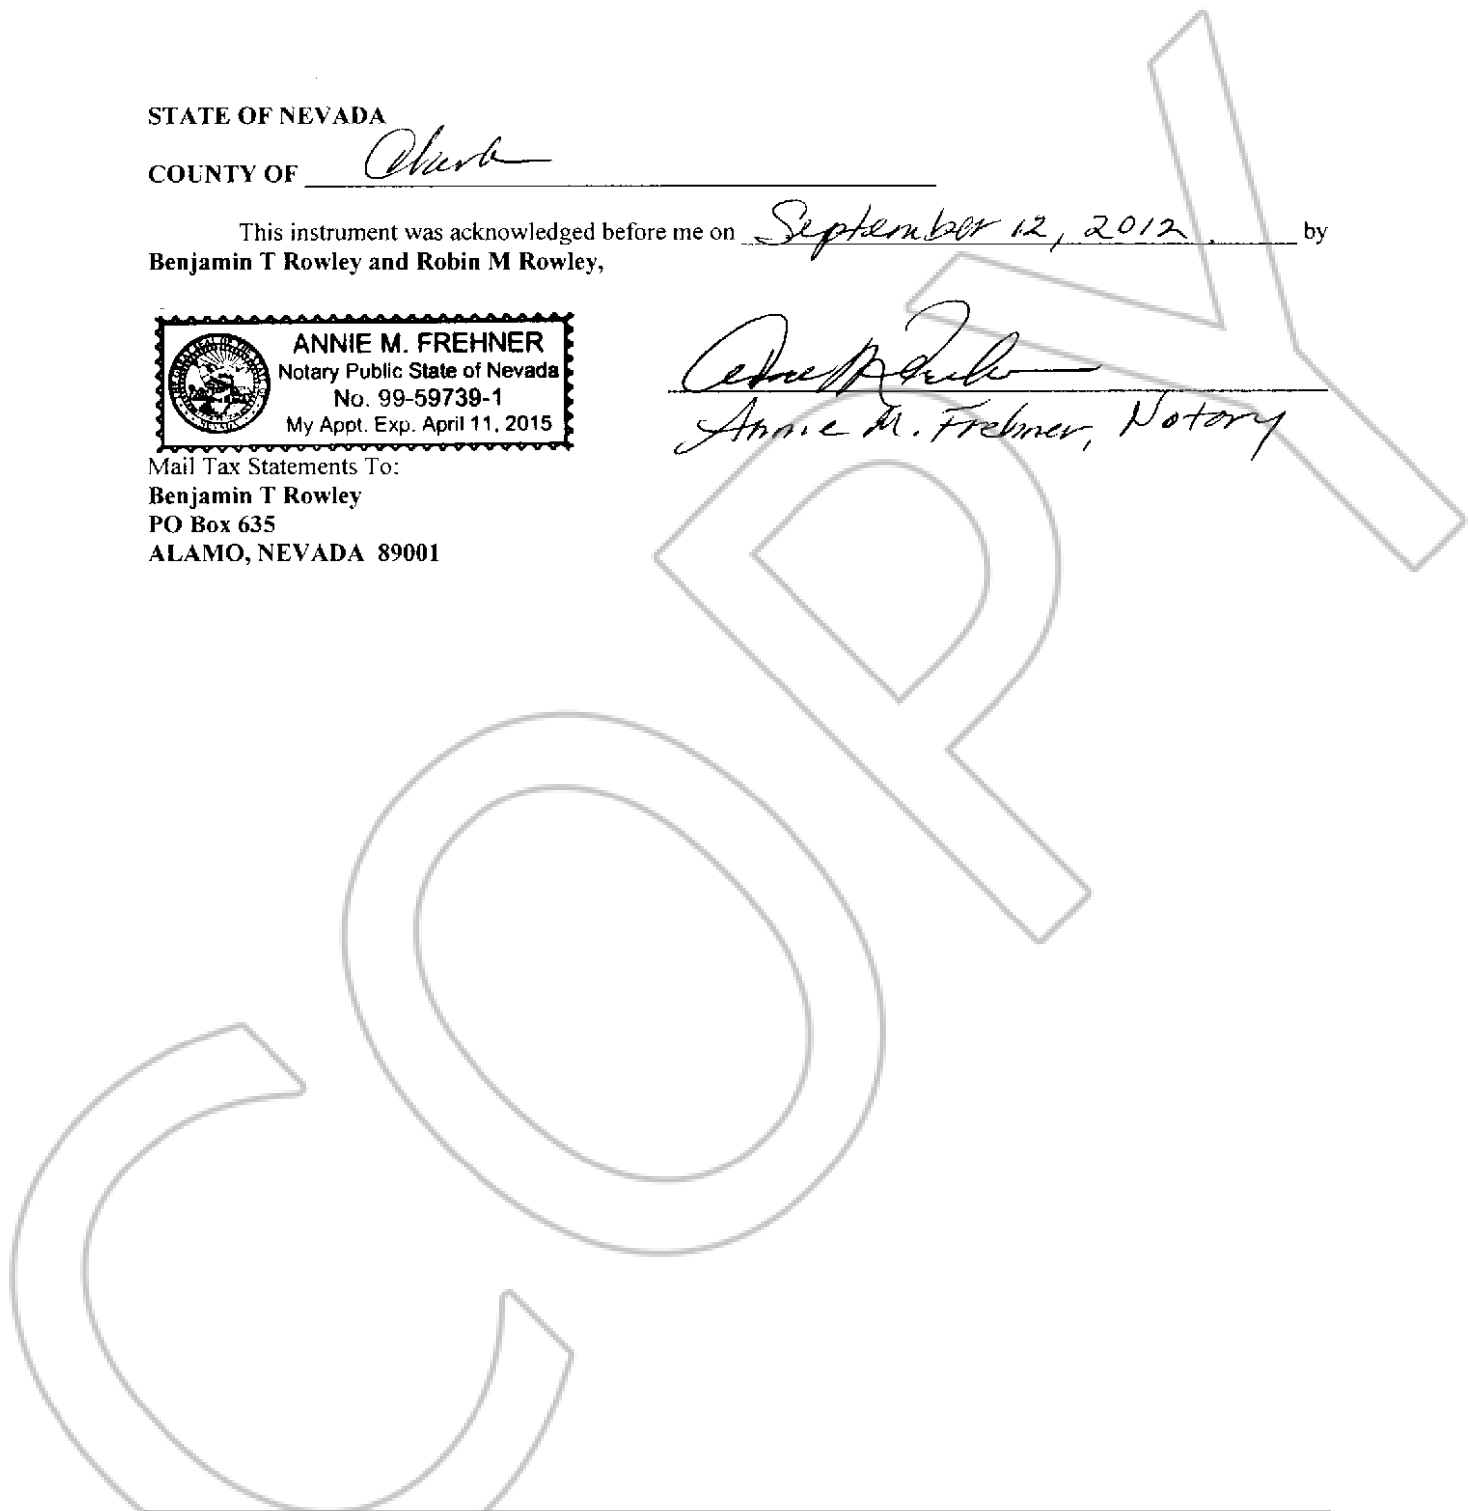 STATE OF NEVADA
COUNTY OF Clark
This instrument was acknowledged before me on September 12, 2012. by
Benjamin T Rowley and Robin M Rowley,
ANNIE M. FREHNER
Notary Public State of Nevada
No. 99-59739-1
My Appt. Exp. April 11, 2015
Annie M. Frehner, Notary
Mail Tax Statements To:
Benjamin T Rowley
PO Box 635
ALAMO, NEVADA 89001
COPY